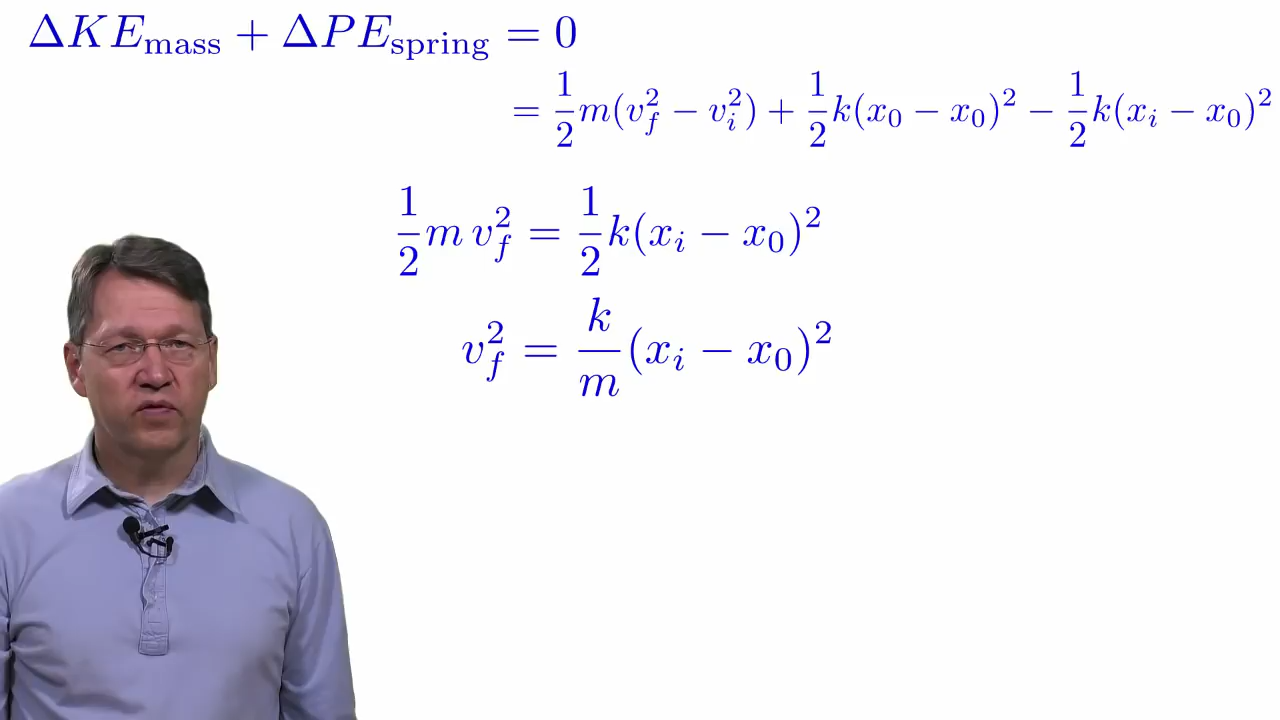 ΔKE_mass + ΔPE_spring = 0
= 1/2 m(v_f^2 − v_i^2) + 1/2 k(x_0 − x_0)^2 − 1/2 k(x_i − x_0)^2
1/2 m v_f^2 = 1/2 k(x_i − x_0)^2
v_f^2 = k/m (x_i − x_0)^2